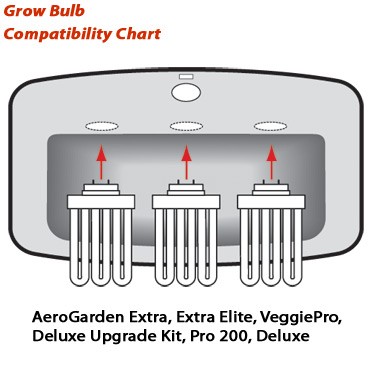 Grow Bulb
Compatibility Chart
AeroGarden Extra, Extra Elite, VeggiePro,
Deluxe Upgrade Kit, Pro 200, Deluxe